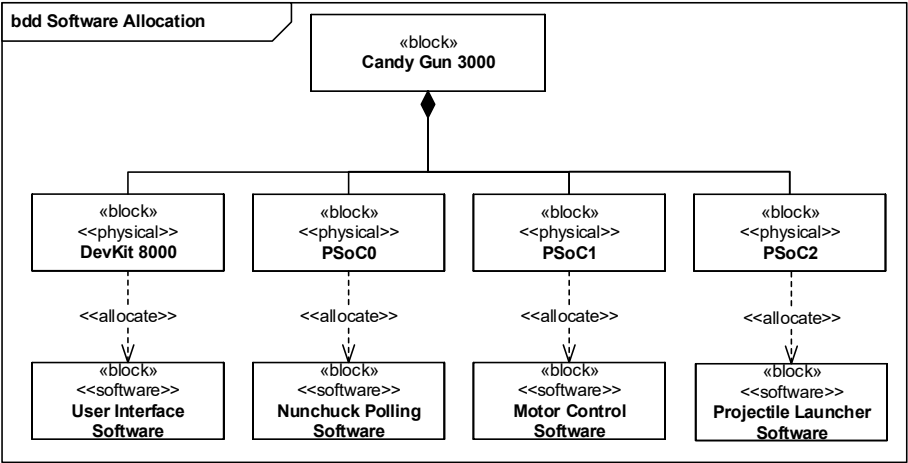 bdd Software Allocation
«block»
Candy Gun 3000
«block»
<<physical>>
DevKit 8000
«block»
<<physical>>
PSoC0
«block»
<<physical>>
PSoC1
«block»
<<physical>>
PSoC2
<<allocate>>
<<allocate>>
<<allocate>>
<<allocate>>
«block»
<<software>>
User Interface
Software
«block»
<<software>>
Nunchuck Polling
Software
«block»
<<software>>
Motor Control
Software
«block»
<<software>>
Projectile Launcher
Software